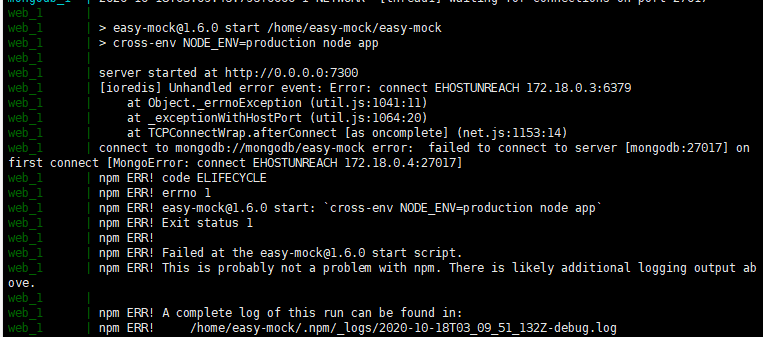 mongodb_1 | 2020-10-18T03:09:43.730+0000 I NETWORK [thread1] waiting for connections on port 27017
web_1 |
web_1 | > easy-mock@1.6.0 start /home/easy-mock/easy-mock
web_1 | > cross-env NODE_ENV=production node app
web_1 |
web_1 | server started at http://0.0.0.0:7300
web_1 | [ioredis] Unhandled error event: Error: connect EHOSTUNREACH 172.18.0.3:6379
web_1 | at Object._errnoException (util.js:1041:11)
web_1 | at _exceptionWithHostPort (util.js:1064:20)
web_1 | at TCPConnectWrap.afterConnect [as oncomplete] (net.js:1153:14)
web_1 | connect to mongodb://mongodb/easy-mock error: failed to connect to server [mongodb:27017] on
first connect [MongoError: connect EHOSTUNREACH 172.18.0.4:27017]
web_1 | npm ERR! code ELIFECYCLE
web_1 | npm ERR! errno 1
web_1 | npm ERR! easy-mock@1.6.0 start: `cross-env NODE_ENV=production node app`
web_1 | npm ERR! Exit status 1
web_1 | npm ERR!
web_1 | npm ERR! Failed at the easy-mock@1.6.0 start script.
web_1 | npm ERR! This is probably not a problem with npm. There is likely additional logging output ab
ove.
web_1 |
web_1 | npm ERR! A complete log of this run can be found in:
web_1 | npm ERR! /home/easy-mock/.npm/_logs/2020-10-18T03_09_51_132Z-debug.log